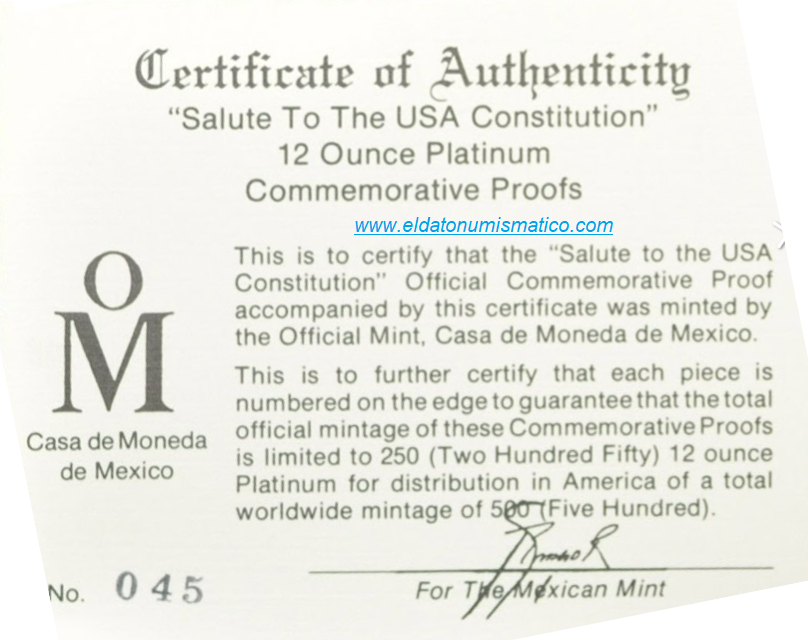 Certificate of Authenticity
"Salute To The USA Constitution"
12 Ounce Platinum
Commemorative Proofs
www.eldatonumismatico.com
This is to certify that the "Salute to the USA
Constitution" Official Commemorative Proof
accompanied by this certificate was minted by
the Official Mint, Casa de Moneda de Mexico.
This is to further certify that each piece is
numbered on the edge to guarantee that the total
official mintage of these Commemorative Proofs
is limited to 250 (Two Hundred Fifty) 12 ounce
Platinum for distribution in America of a total
worldwide mintage of 500 (Five Hundred).
OM
Casa de Moneda
de Mexico
No. 045
For The Mexican Mint